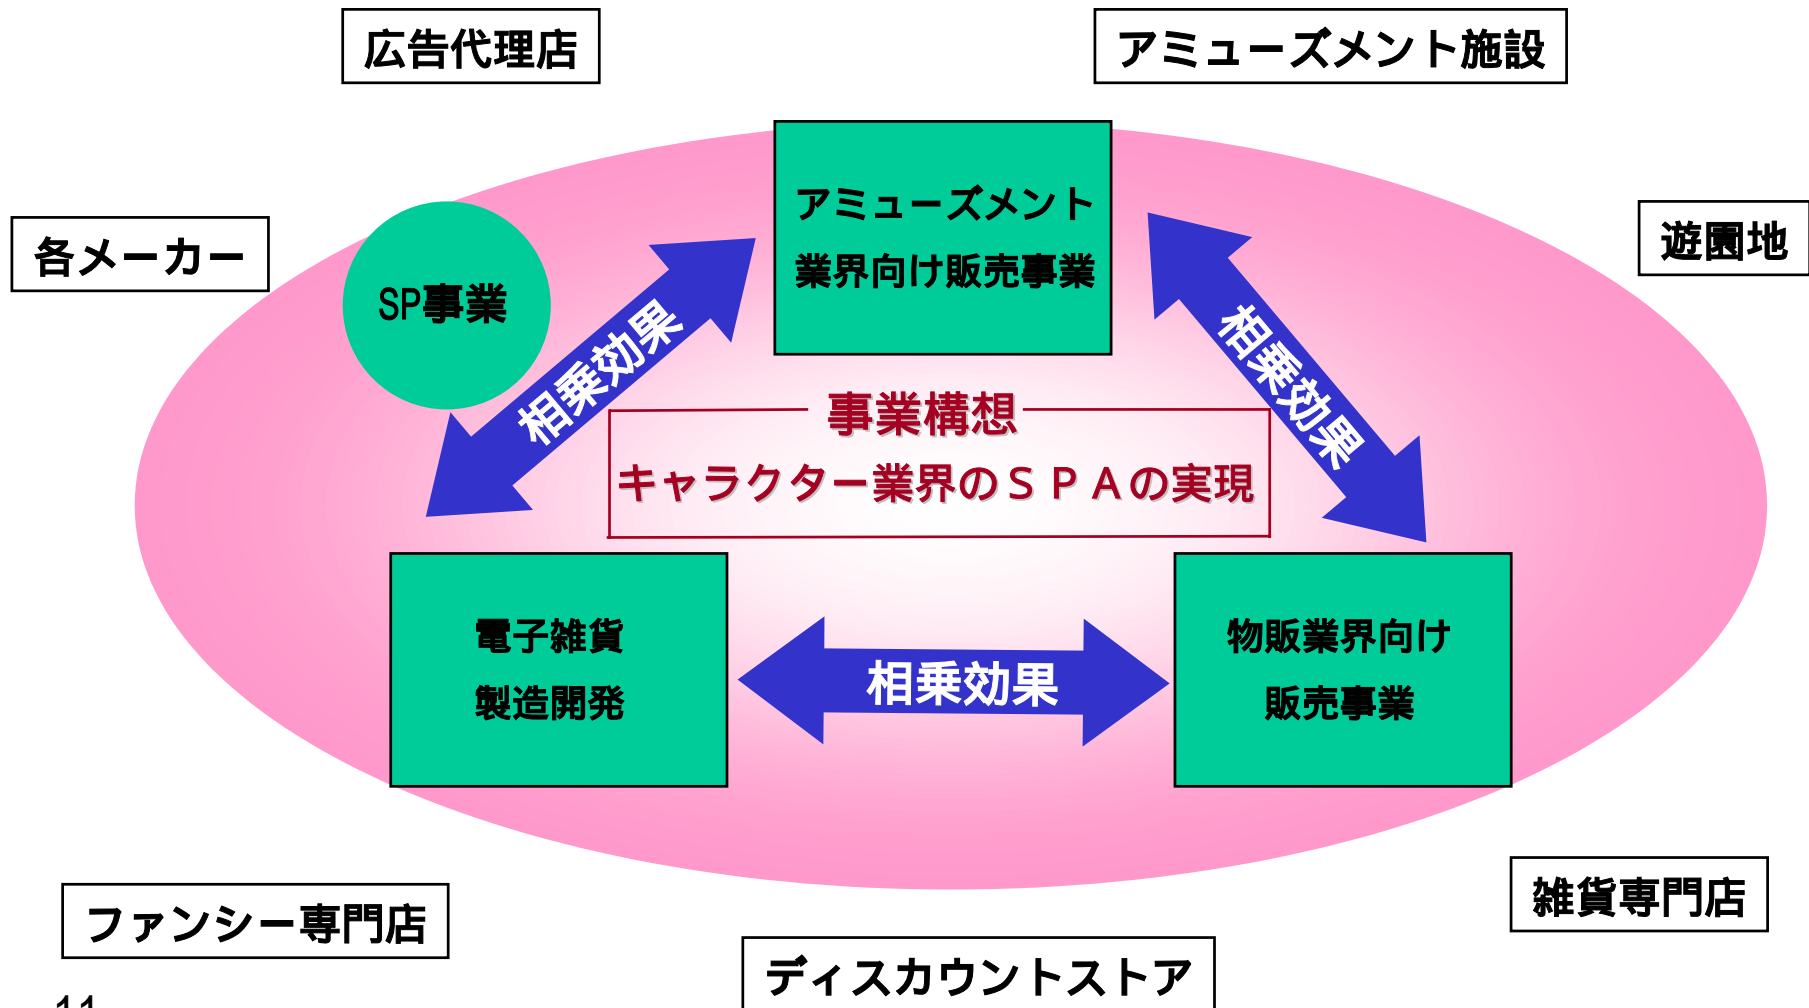 広告代理店
アミューズメント施設
アミューズメント
業界向け販売事業
各メーカー
遊園地
SP事業
相乗効果
相乗効果
事業構想
キャラクター業界のＳＰＡの実現
電子雑貨
製造開発
相乗効果
物販業界向け
販売事業
ファンシー専門店
雑貨専門店
ディスカウントストア
11